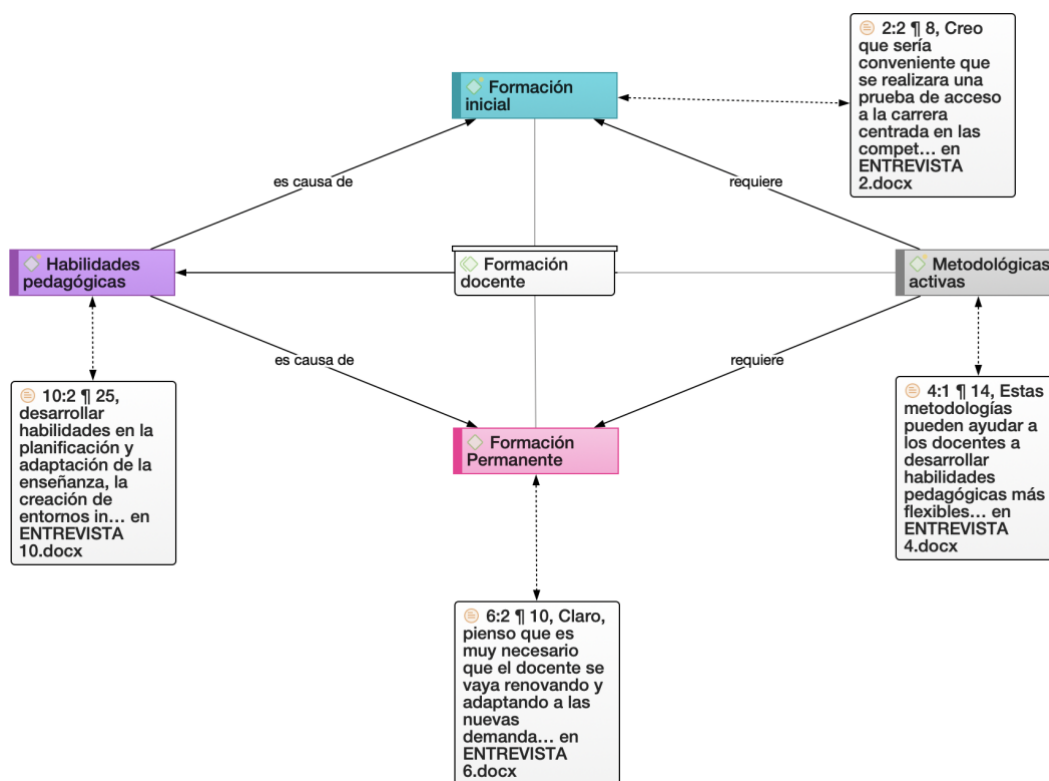 2:2 ¶ 8, Creo
que sería
conveniente que
se realizara una
prueba de acceso
a la carrera
centrada en las
compet… en
ENTREVISTA
2.docx
Formación
inicial
es causa de
requiere
Habilidades
pedagógicas
Formación
docente
Metodológicas
activas
es causa de
requiere
10:2 ¶ 25,
desarrollar
habilidades en la
planificación y
adaptación de la
enseñanza, la
creación de
entornos in… en
ENTREVISTA
10.docx
4:1 ¶ 14, Estas
metodologías
pueden ayudar a
los docentes a
desarrollar
habilidades
pedagógicas más
flexibles… en
ENTREVISTA
4.docx
Formación
Permanente
6:2 ¶ 10, Claro,
pienso que es
muy necesario
que el docente se
vaya renovando y
adaptando a las
nuevas
demanda… en
ENTREVISTA
6.docx